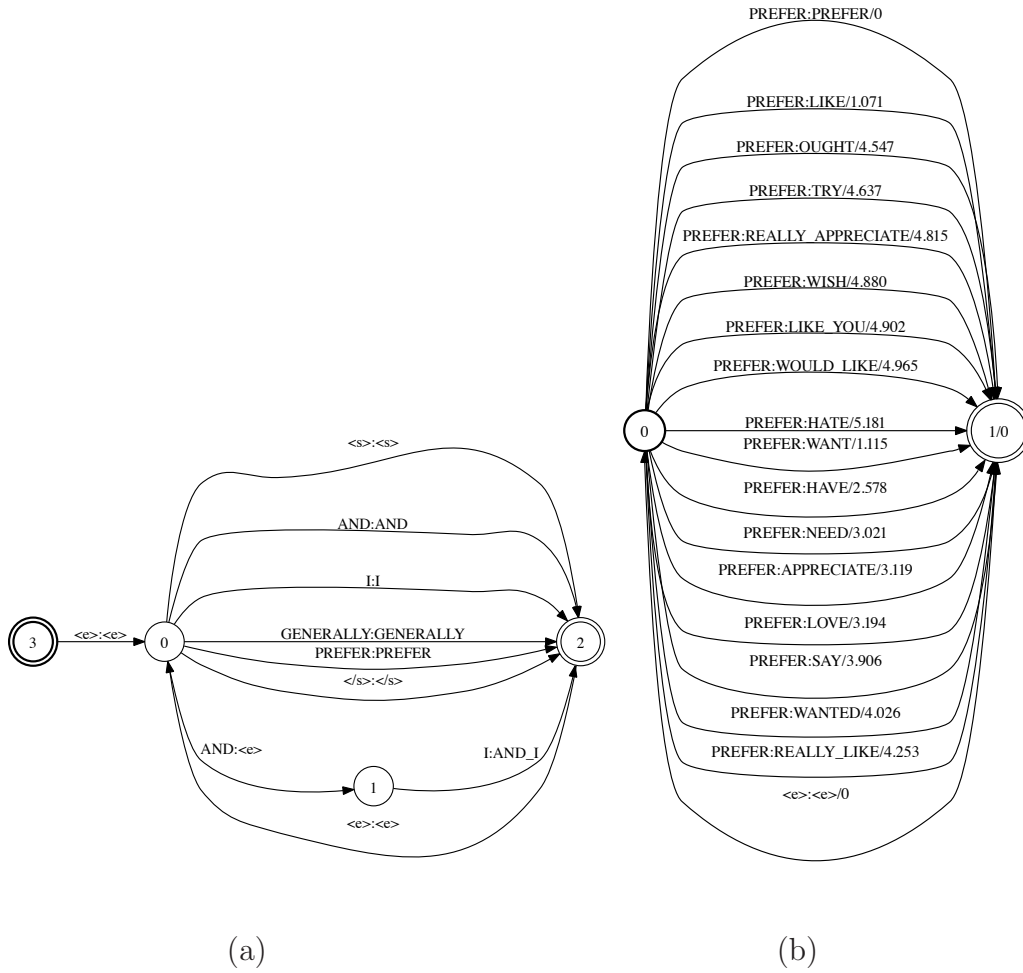 PREFER:PREFER/0
PREFER:LIKE/1.071
PREFER:OUGHT/4.547
PREFER:TRY/4.637
PREFER:REALLY_APPRECIATE/4.815
PREFER:WISH/4.880
PREFER:LIKE_YOU/4.902
PREFER:WOULD_LIKE/4.965
0
PREFER:HATE/5.181
1/0
PREFER:WANT/1.115
PREFER:HAVE/2.578
PREFER:NEED/3.021
PREFER:APPRECIATE/3.119
PREFER:LOVE/3.194
PREFER:SAY/3.906
PREFER:WANTED/4.026
PREFER:REALLY_LIKE/4.253
<e>:<e>/0
<s>:<s>
AND:AND
I:I
3
<e>:<e>
0
GENERALLY:GENERALLY
2
PREFER:PREFER
</s>:</s>
AND:<e>
I:AND_I
1
<e>:<e>
(a)
(b)